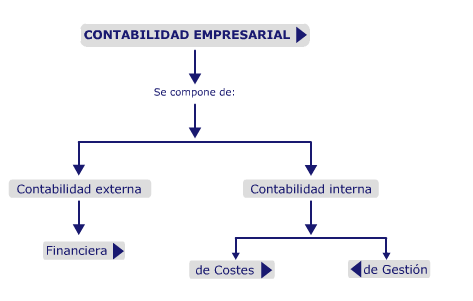 CONTABILIDAD EMPRESARIAL
Se compone de:
Contabilidad externa
Contabilidad interna
Financiera
de Costes
de Gestión